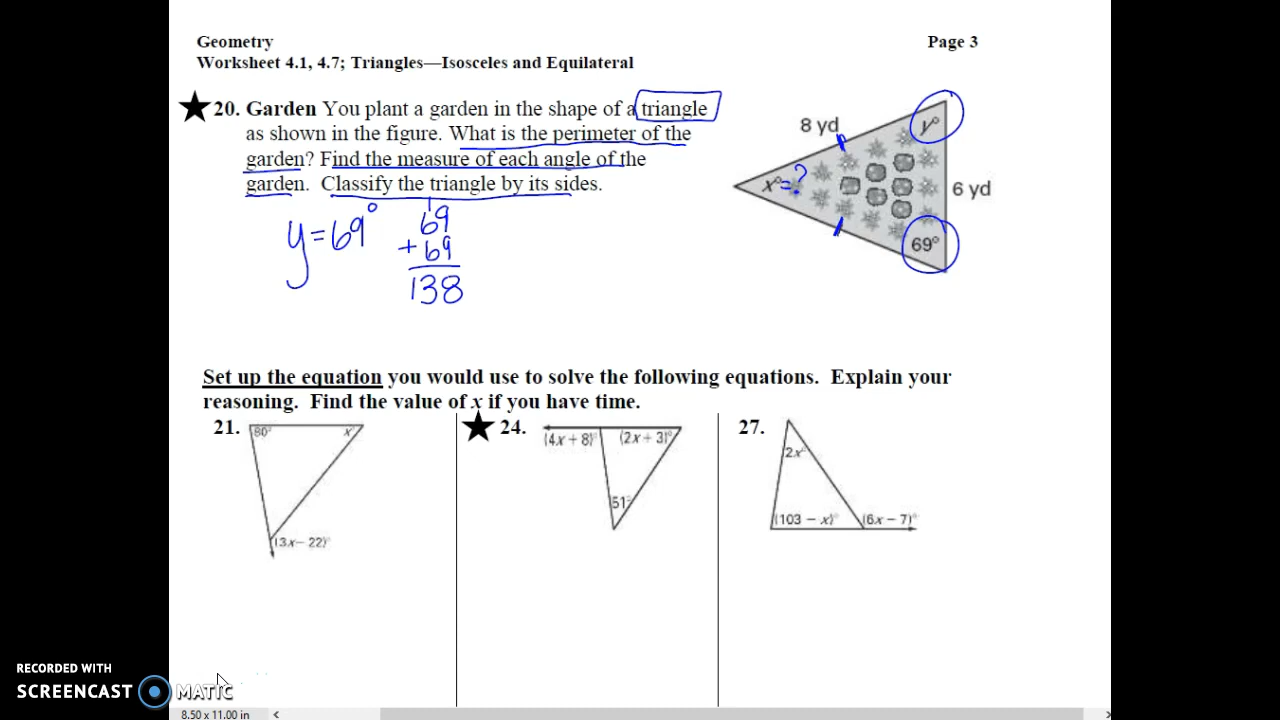 Geometry
Page 3
Worksheet 4.1, 4.7; Triangles—Isosceles and Equilateral
20. Garden You plant a garden in the shape of a triangle
as shown in the figure. What is the perimeter of the
garden? Find the measure of each angle of the
garden. Classify the triangle by its sides.
8 yd
y°
x° = ?
6 yd
69°
y = 69°
1
69
+ 69
138
Set up the equation you would use to solve the following equations. Explain your
reasoning. Find the value of x if you have time.
21.
80°
x°
(3x − 22)°
24.
(4x + 8)°
(2x + 3)°
51°
27.
2x°
(103 − x)°
(6x − 7)°
RECORDED WITH
SCREENCAST MATIC
8.50 x 11.00 in